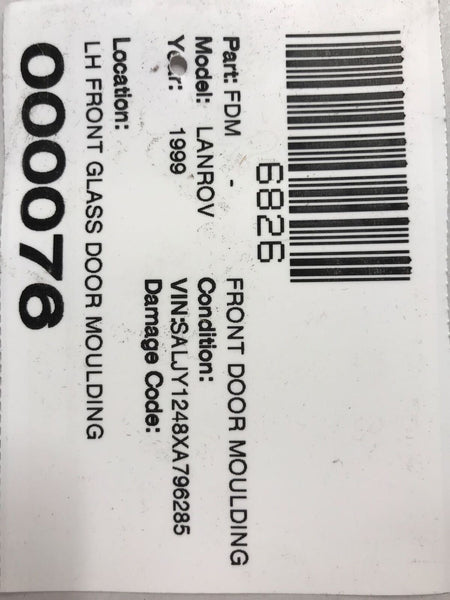 6826
Part: FDM - FRONT DOOR MOULDING
Model: LANROV Condition:
Year: 1999 VIN:SALJY1248XA796285
Damage Code:
Location:
LH FRONT GLASS DOOR MOULDING
000076